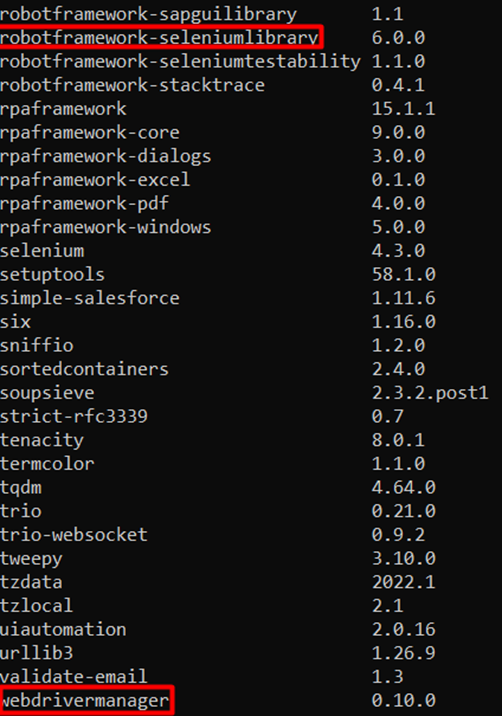 robotframework-sapguilibrary 1.1
robotframework-seleniumlibrary 6.0.0
robotframework-seleniumtestability 1.1.0
robotframework-stacktrace 0.4.1
rpaframework 15.1.1
rpaframework-core 9.0.0
rpaframework-dialogs 3.0.0
rpaframework-excel 0.1.0
rpaframework-pdf 4.0.0
rpaframework-windows 5.0.0
selenium 4.3.0
setuptools 58.1.0
simple-salesforce 1.11.6
six 1.16.0
sniffio 1.2.0
sortedcontainers 2.4.0
soupsieve 2.3.2.post1
strict-rfc3339 0.7
tenacity 8.0.1
termcolor 1.1.0
tqdm 4.64.0
trio 0.21.0
trio-websocket 0.9.2
tweepy 3.10.0
tzdata 2022.1
tzlocal 2.1
uiautomation 2.0.16
urllib3 1.26.9
validate-email 1.3
webdrivermanager 0.10.0